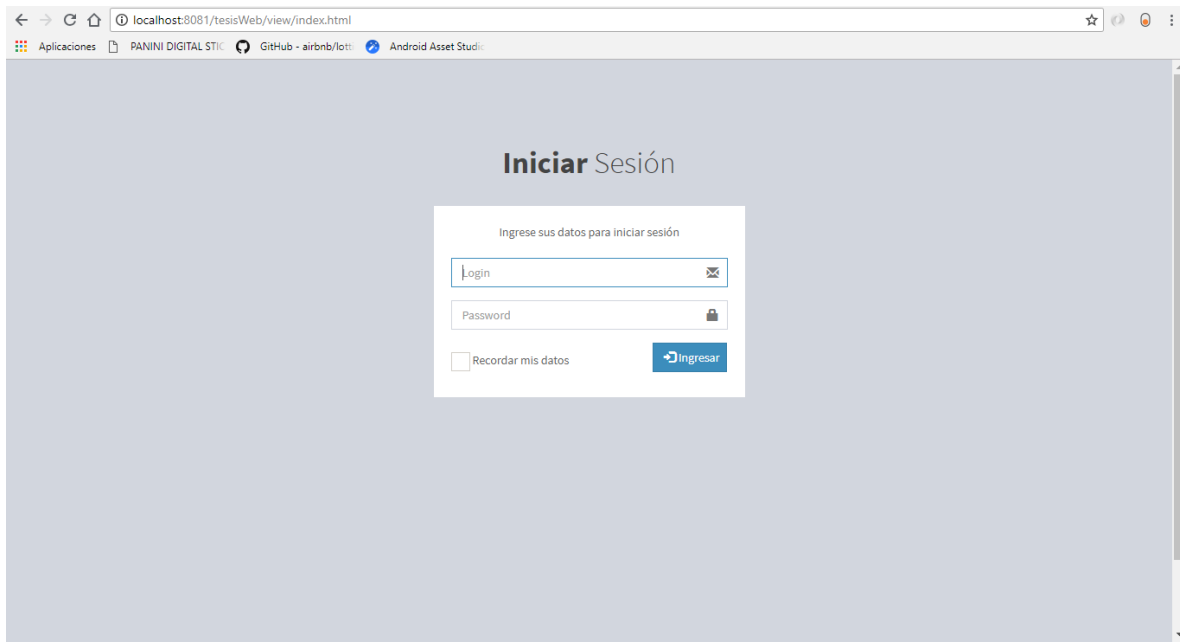 localhost:8081/tesisWeb/view/index.html
Aplicaciones PANINI DIGITAL STIC GitHub - airbnb/lott Android Asset Studi
Iniciar Sesión
Ingrese sus datos para iniciar sesión
Login
Password
Recordar mis datos Ingresar